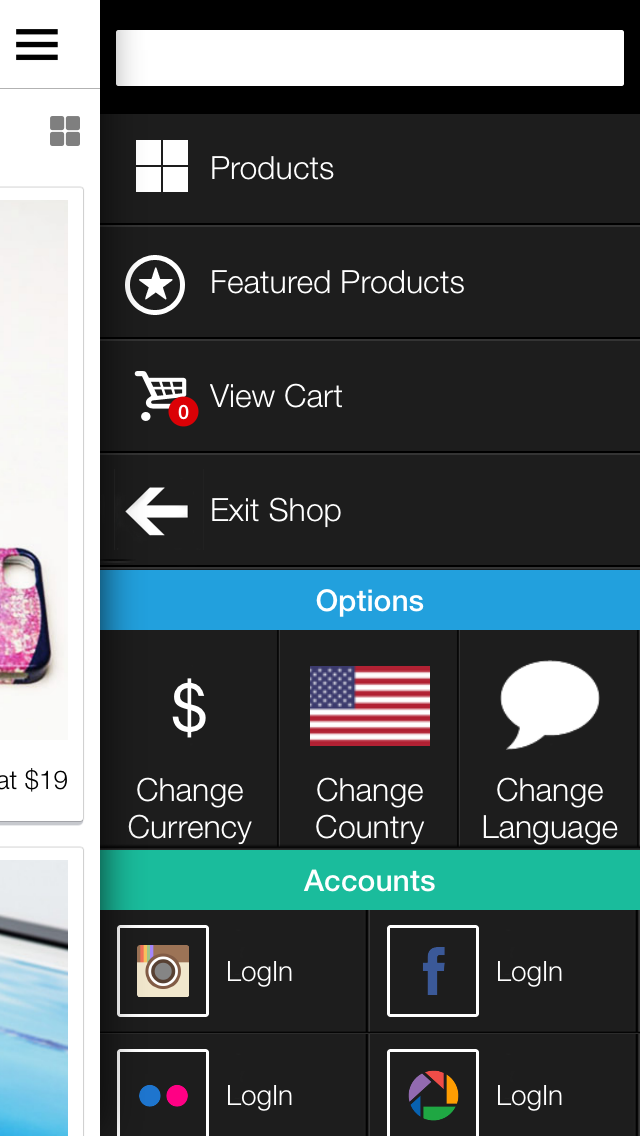 Products
Featured Products
0
View Cart
Exit Shop
at $19
Options
$
Change
Currency
Change
Country
Change
Language
Accounts
LogIn
f
LogIn
LogIn
LogIn